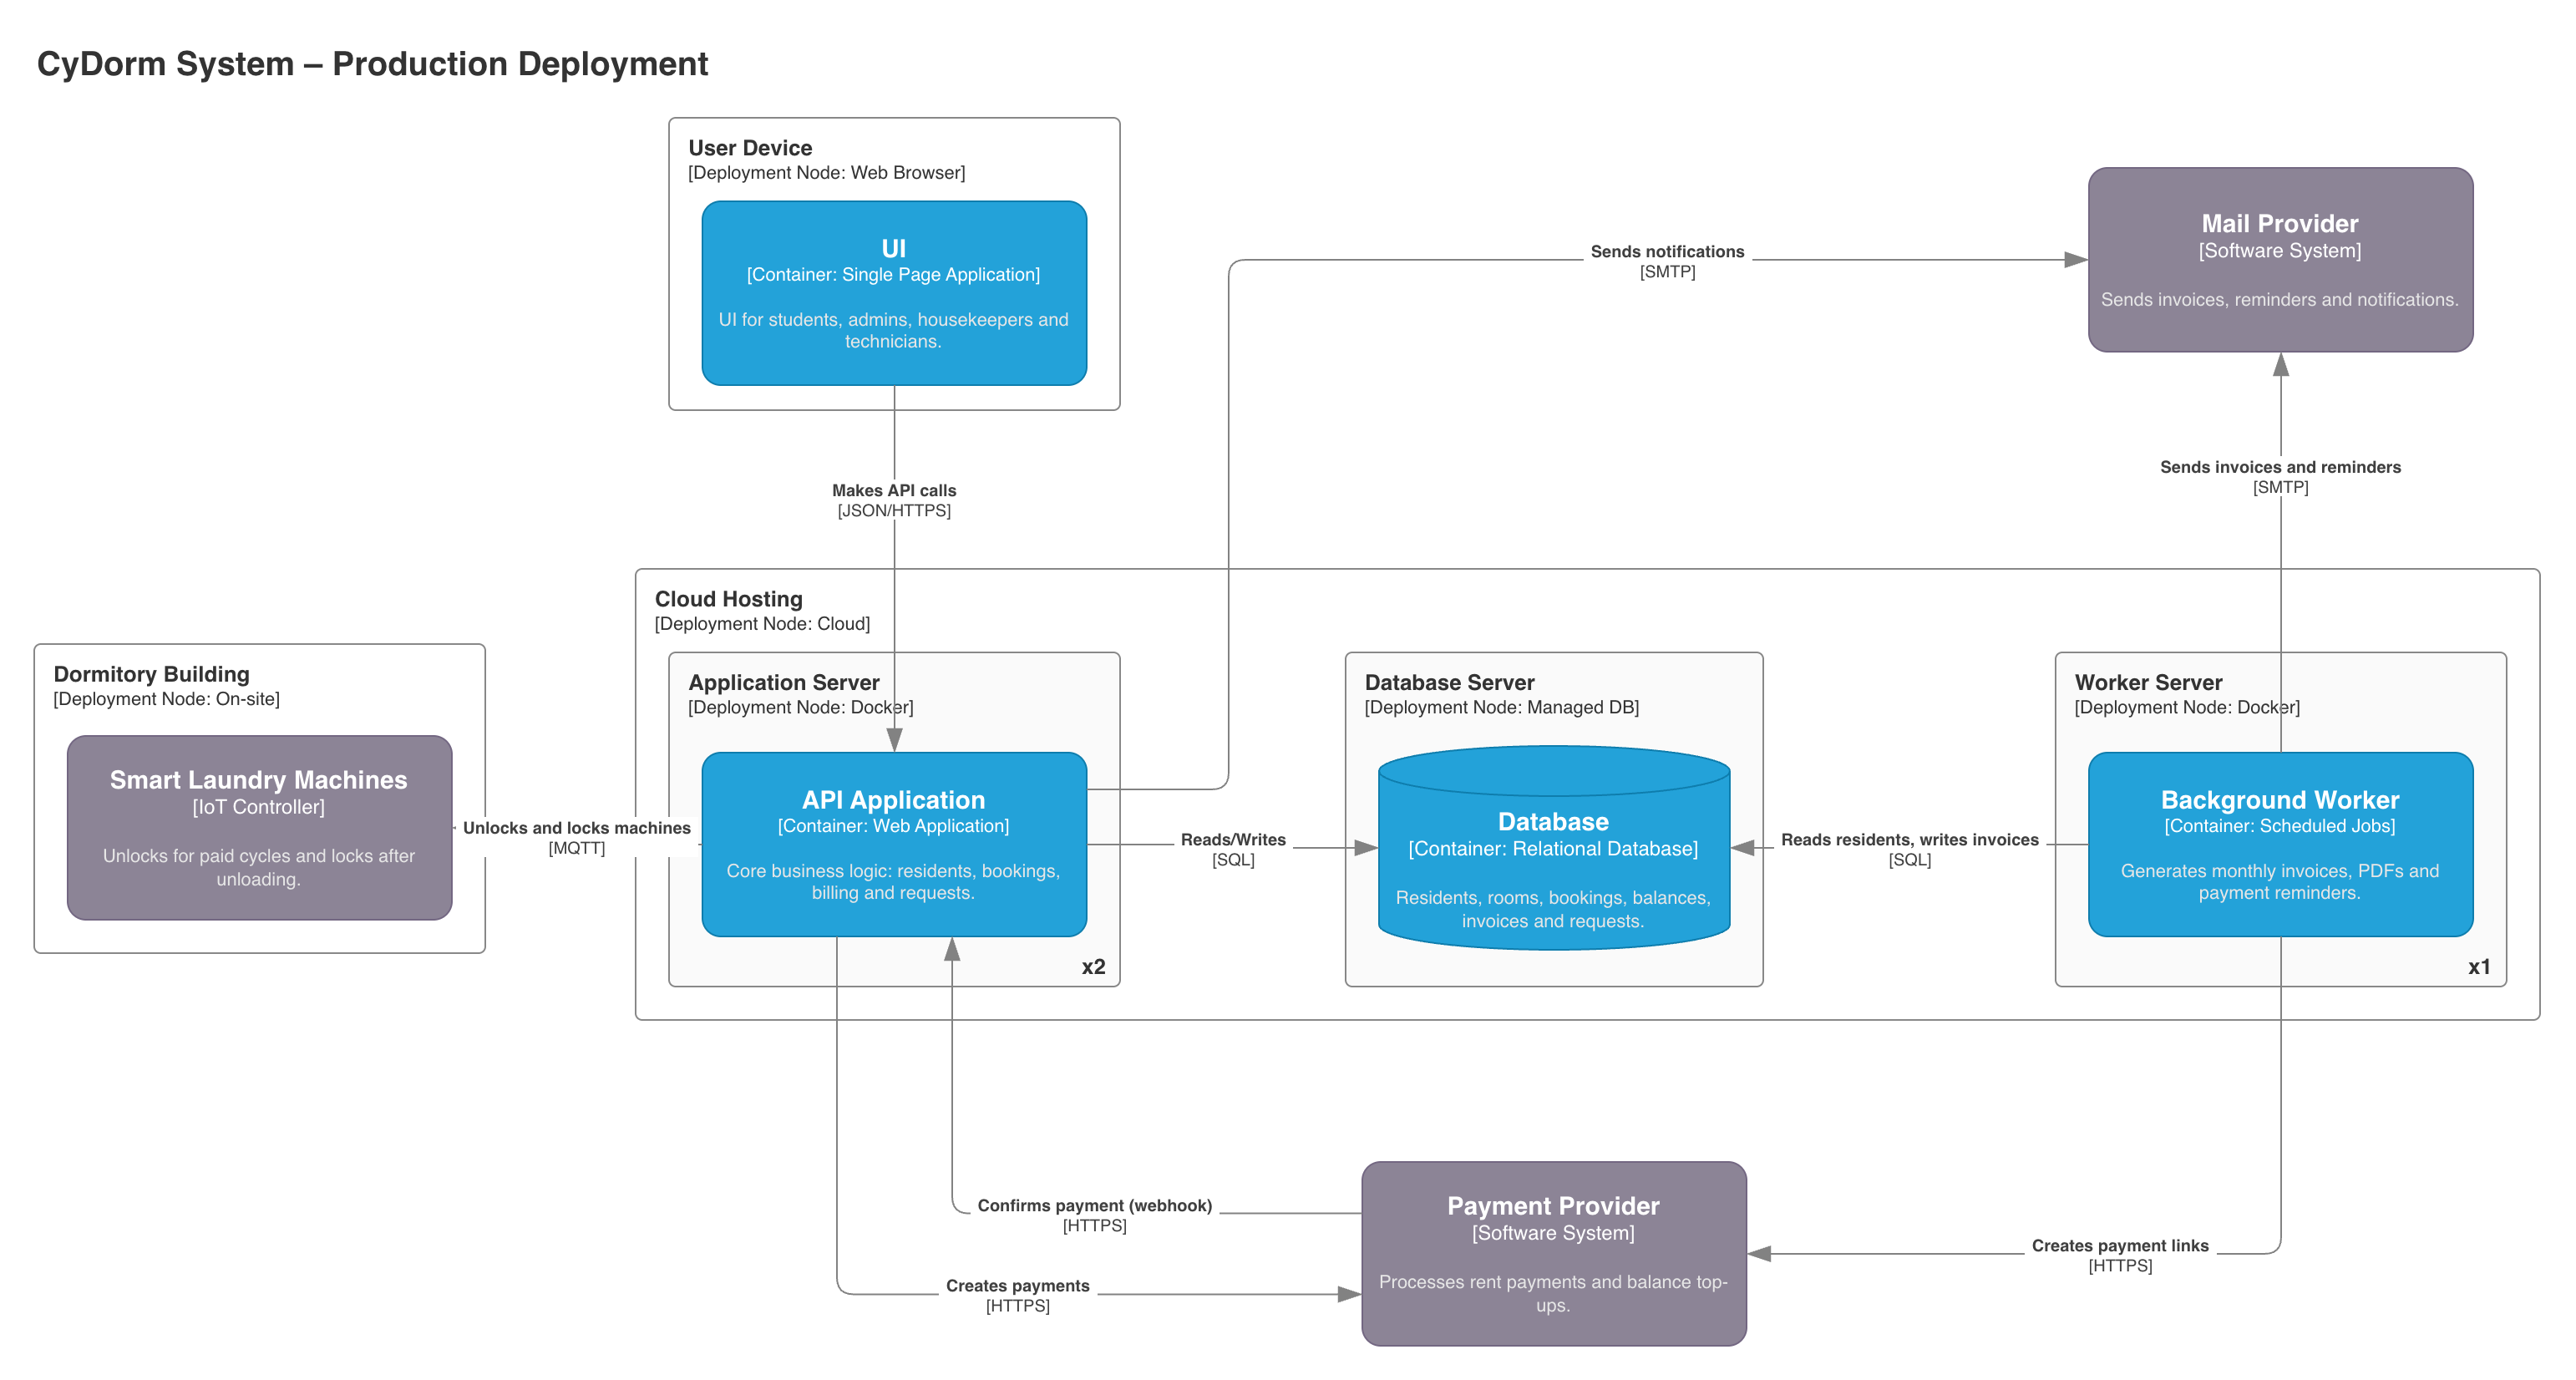 CyDorm System – Production Deployment
User Device
[Deployment Node: Web Browser]
UI
[Container: Single Page Application]
UI for students, admins, housekeepers and
technicians.
Mail Provider
[Software System]
Sends invoices, reminders and notifications.
Sends notifications
[SMTP]
Makes API calls
[JSON/HTTPS]
Sends invoices and reminders
[SMTP]
Cloud Hosting
[Deployment Node: Cloud]
Dormitory Building
[Deployment Node: On-site]
Smart Laundry Machines
[IoT Controller]
Unlocks for paid cycles and locks after
unloading.
Unlocks and locks machines
[MQTT]
Application Server
[Deployment Node: Docker]
API Application
[Container: Web Application]
Core business logic: residents, bookings,
billing and requests.
x2
Reads/Writes
[SQL]
Database Server
[Deployment Node: Managed DB]
Database
[Container: Relational Database]
Residents, rooms, bookings, balances,
invoices and requests.
Reads residents, writes invoices
[SQL]
Worker Server
[Deployment Node: Docker]
Background Worker
[Container: Scheduled Jobs]
Generates monthly invoices, PDFs and
payment reminders.
x1
Confirms payment (webhook)
[HTTPS]
Creates payments
[HTTPS]
Payment Provider
[Software System]
Processes rent payments and balance top-
ups.
Creates payment links
[HTTPS]